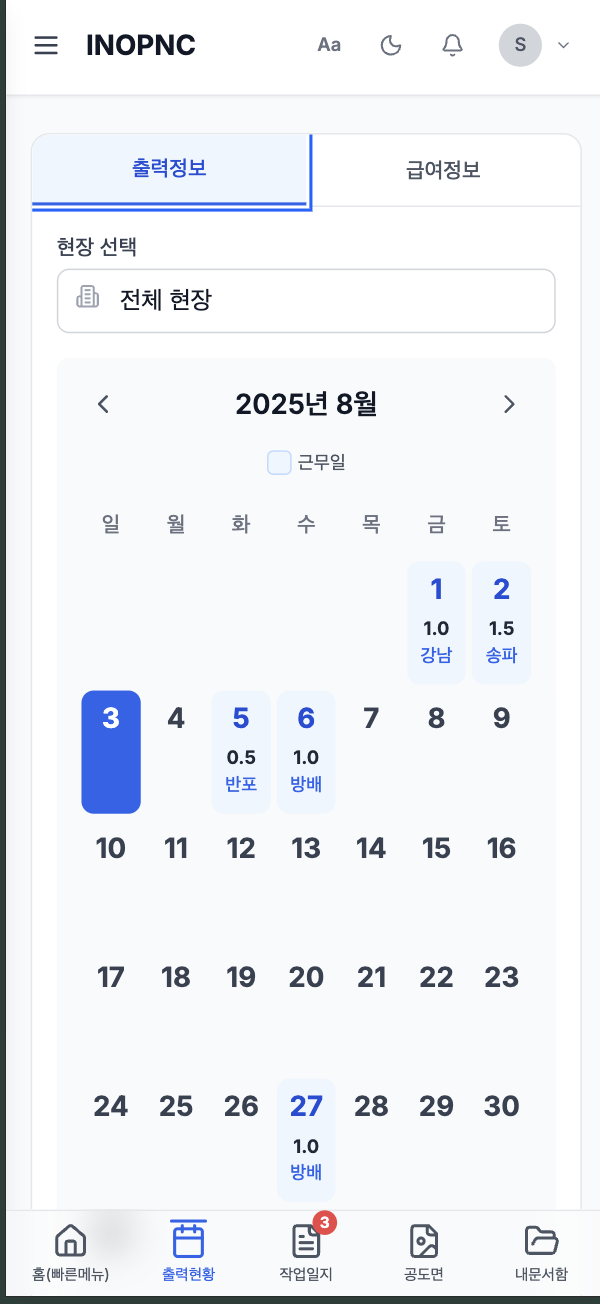 INOPNC Aa S
출력정보 급여정보
현장 선택
전체 현장
2025년 8월
근무일
일 월 화 수 목 금 토
1 2
1.0 1.5
강남 송파
3 4 5 6 7 8 9
0.5 1.0
반포 방배
10 11 12 13 14 15 16
17 18 19 20 21 22 23
24 25 26 27 28 29 30
1.0
방배
3
홈(빠른메뉴) 출력현황 작업일지 공도면 내문서함